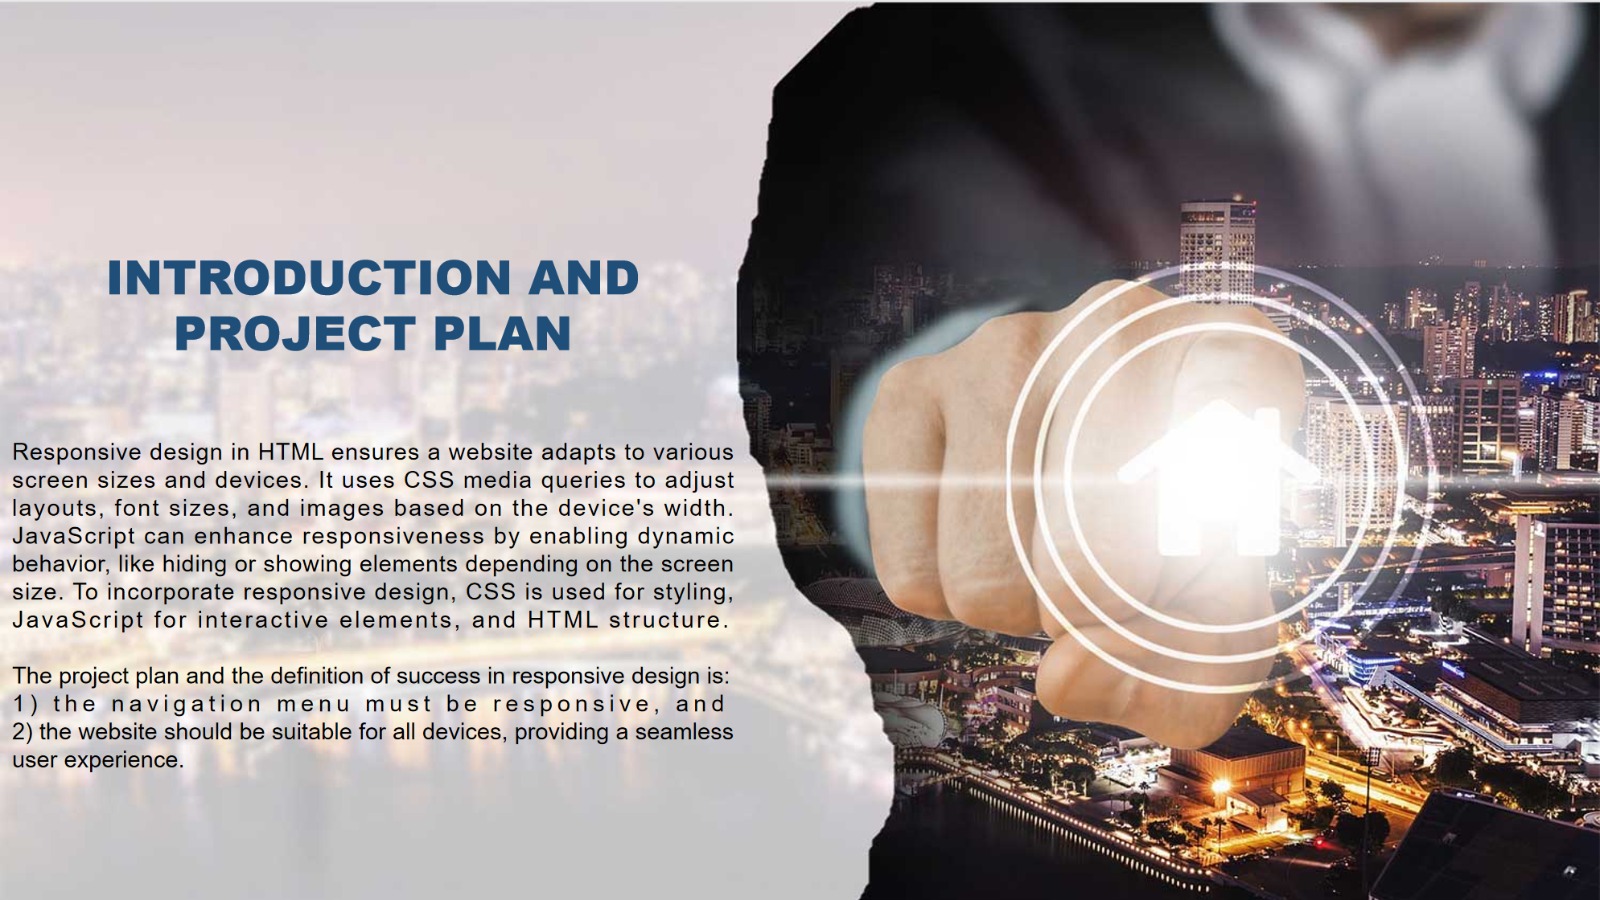 INTRODUCTION AND
PROJECT PLAN
Responsive design in HTML ensures a website adapts to various
screen sizes and devices. It uses CSS media queries to adjust
layouts, font sizes, and images based on the device's width.
JavaScript can enhance responsiveness by enabling dynamic
behavior, like hiding or showing elements depending on the screen
size. To incorporate responsive design, CSS is used for styling,
JavaScript for interactive elements, and HTML structure.
The project plan and the definition of success in responsive design is:
1) the navigation menu must be responsive, and
2) the website should be suitable for all devices, providing a seamless
user experience.